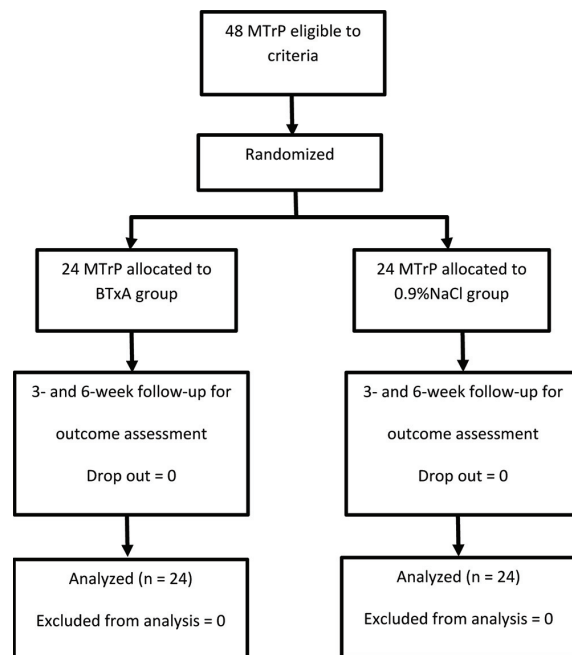 48 MTrP eligible to
criteria
Randomized
24 MTrP allocated to
BTxA group
24 MTrP allocated to
0.9%NaCl group
3- and 6-week follow-up for
outcome assessment
Drop out = 0
3- and 6-week follow-up for
outcome assessment
Drop out = 0
Analyzed (n = 24)
Excluded from analysis = 0
Analyzed (n = 24)
Excluded from analysis = 0